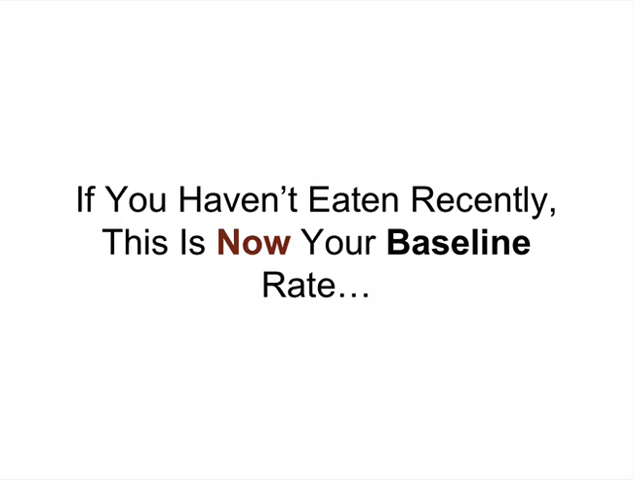 If You Haven’t Eaten Recently,
This Is Now Your Baseline
Rate…